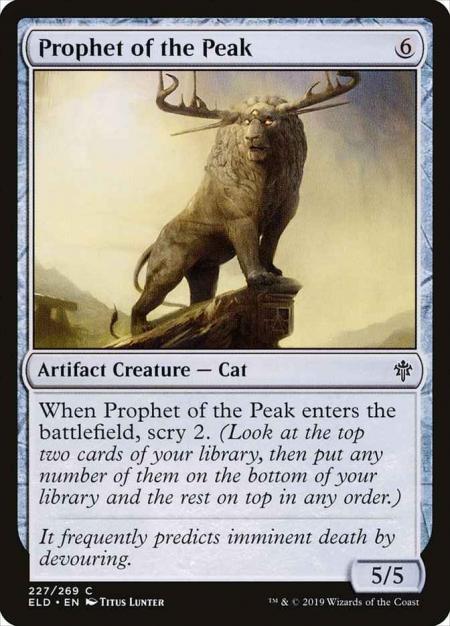 Prophet of the Peak 6
Artifact Creature — Cat
When Prophet of the Peak enters the
battlefield, scry 2. (Look at the top
two cards of your library, then put any
number of them on the bottom of your
library and the rest on top in any order.)
It frequently predicts imminent death by
devouring.
5/5
227/269 C
ELD • EN Titus Lunter
™ & © 2019 Wizards of the Coast